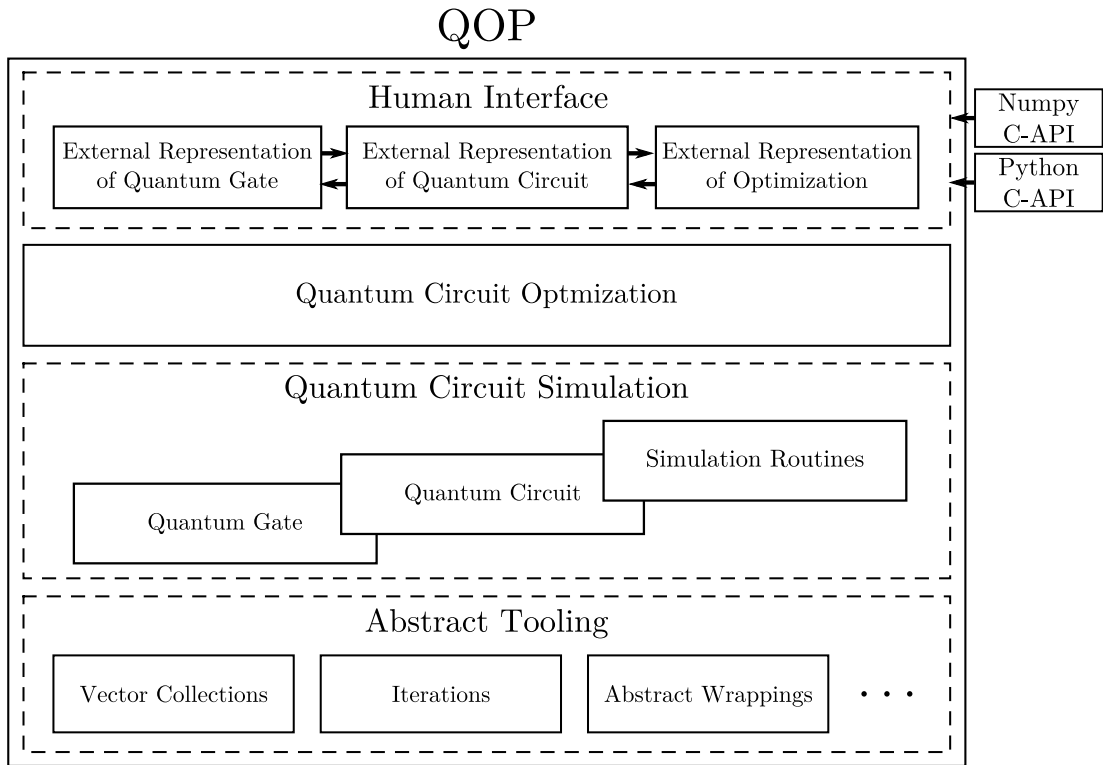 QOP
Human Interface
External Representation
of Quantum Gate
External Representation
of Quantum Circuit
External Representation
of Optimization
Numpy
C-API
Python
C-API
Quantum Circuit Optmization
Quantum Circuit Simulation
Simulation Routines
Quantum Circuit
Quantum Gate
Abstract Tooling
Vector Collections
Iterations
Abstract Wrappings
. . .